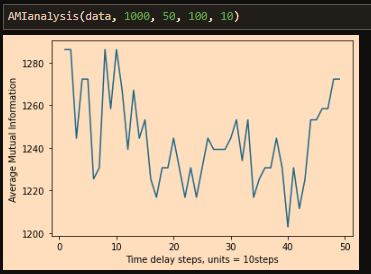 AMIanalysis(data, 1000, 50, 100, 10)
1280
1260
1240
1220
1200
Average Mutual Information
0 10 20 30 40 50
Time delay steps, units = 10steps